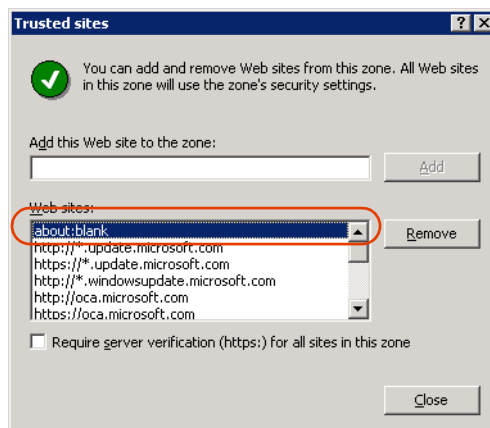 Trusted sites
You can add and remove Web sites from this zone. All Web sites
in this zone will use the zone's security settings.
Add this Web site to the zone:
Add
Web sites:
about:blank
Remove
http://*.update.microsoft.com
https://*.update.microsoft.com
http://*.windowsupdate.microsoft.com
http://oca.microsoft.com
https://oca.microsoft.com
Require server verification (https:) for all sites in this zone
Close